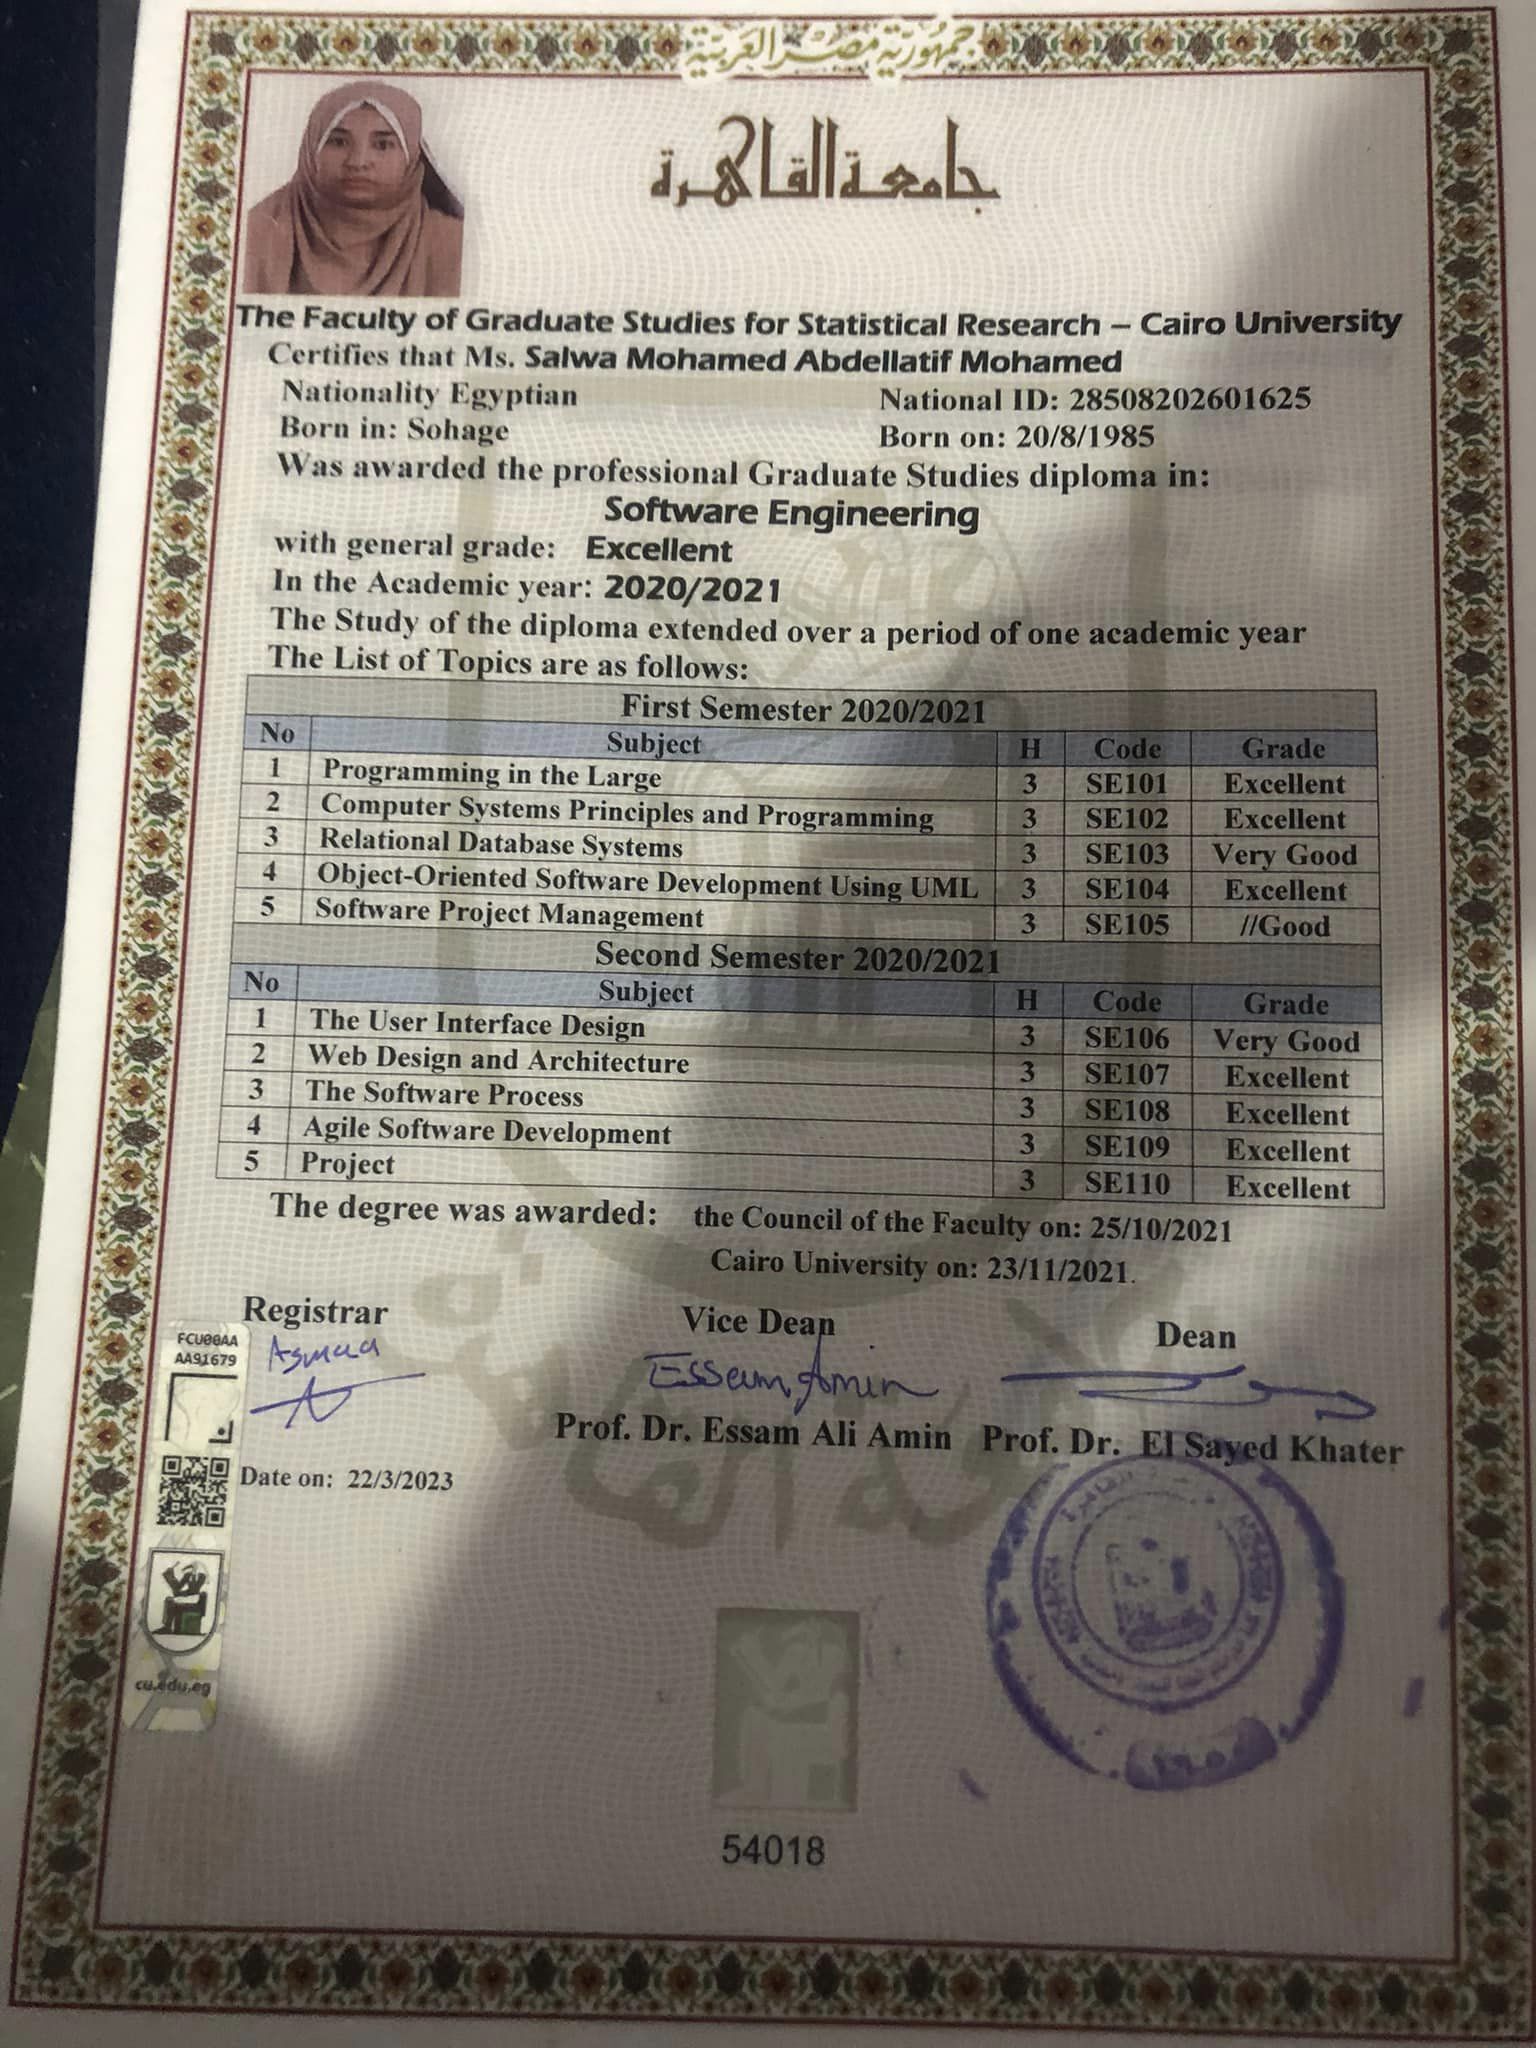 جمهورية مصر العربية
جامعة القاهرة
The Faculty of Graduate Studies for Statistical Research – Cairo University
Certifies that Ms. Salwa Mohamed Abdellatif Mohamed
Nationality Egyptian National ID: 28508202601625
Born in: Sohage Born on: 20/8/1985
Was awarded the professional Graduate Studies diploma in:
Software Engineering
with general grade: Excellent
In the Academic year: 2020/2021
The Study of the diploma extended over a period of one academic year
The List of Topics are as follows:
First Semester 2020/2021
No Subject H Code Grade
1 Programming in the Large 3 SE101 Excellent
2 Computer Systems Principles and Programming 3 SE102 Excellent
3 Relational Database Systems 3 SE103 Very Good
4 Object-Oriented Software Development Using UML 3 SE104 Excellent
5 Software Project Management 3 SE105 //Good
Second Semester 2020/2021
No Subject H Code Grade
1 The User Interface Design 3 SE106 Very Good
2 Web Design and Architecture 3 SE107 Excellent
3 The Software Process 3 SE108 Excellent
4 Agile Software Development 3 SE109 Excellent
5 Project 3 SE110 Excellent
The degree was awarded: the Council of the Faculty on: 25/10/2021
Cairo University on: 23/11/2021.
Registrar Vice Dean Dean
FCU00AA
AA91679
Asmaa
Essam Amin
Prof. Dr. Essam Ali Amin Prof. Dr. El Sayed Khater
Date on: 22/3/2023
cu.edu.eg
54018